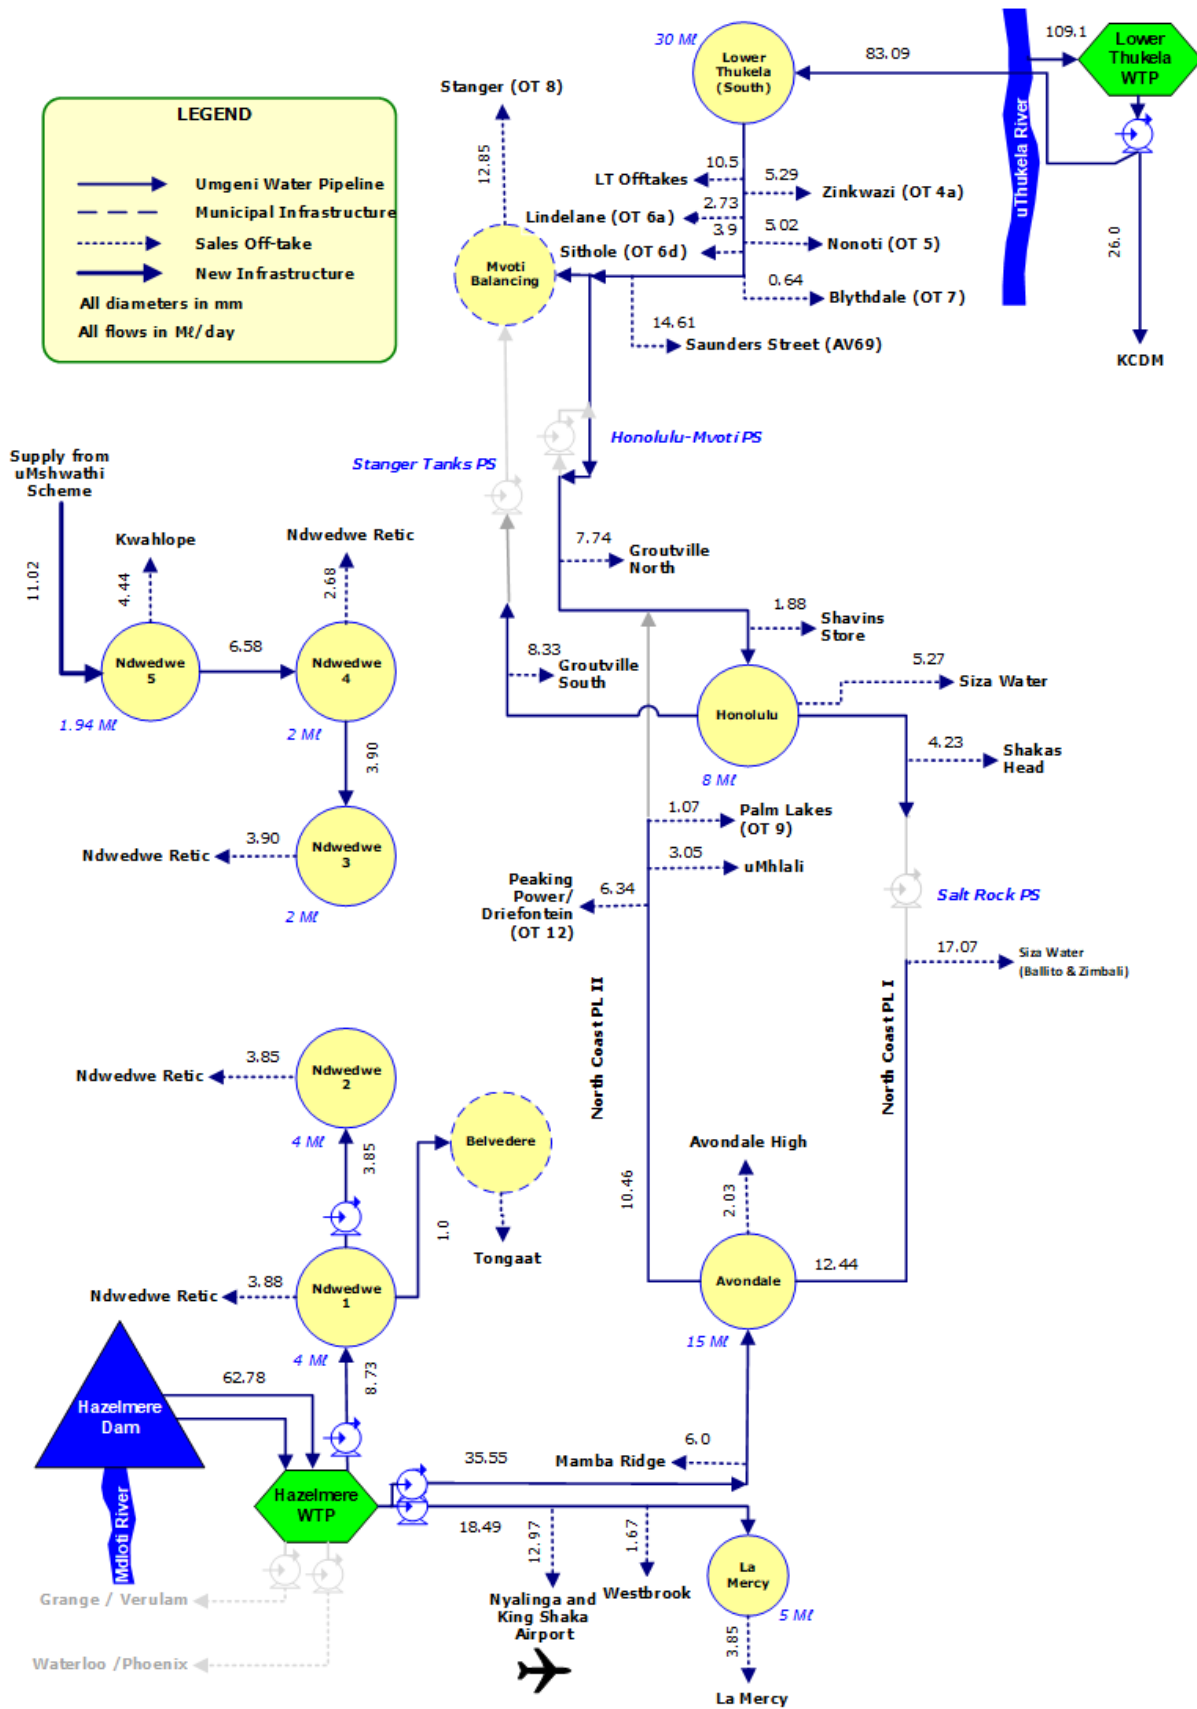 30 Mℓ
Lower
Thukela
(South)
83.09
109.1
Lower
Thukela
WTP
uThukela River
26.0
KCDM
LEGEND
Umgeni Water Pipeline
Municipal Infrastructure
Sales Off-take
New Infrastructure
All diameters in mm
All flows in Mℓ/day
Stanger (OT 8)
12.85
10.5
LT Offtakes
5.29
Zinkwazi (OT 4a)
2.73
Lindelane (OT 6a)
3.9
Sithole (OT 6d)
5.02
Nonoti (OT 5)
0.64
Blythdale (OT 7)
Mvoti
Balancing
14.61
Saunders Street (AV69)
Honolulu-Mvoti PS
Stanger Tanks PS
Supply from
uMshwathi
Scheme
11.02
Kwahlope
4.44
Ndwedwe Retic
2.68
Ndwedwe
5
1.94 Mℓ
6.58
Ndwedwe
4
2 Mℓ
3.90
Ndwedwe Retic
3.90
Ndwedwe
3
2 Mℓ
7.74
Groutville
North
8.33
Groutville
South
1.88
Shavins
Store
5.27
Siza Water
Honolulu
8 Mℓ
4.23
Shakas
Head
1.07
Palm Lakes
(OT 9)
3.05
uMhlali
6.34
Peaking
Power/
Driefontein
(OT 12)
Salt Rock PS
17.07
Siza Water
(Ballito & Zimbali)
North Coast PL II
North Coast PL I
10.46
Ndwedwe Retic
3.85
Ndwedwe
2
4 Mℓ
3.85
Belvedere
1.0
Tongaat
Avondale High
2.03
Avondale
12.44
15 Mℓ
Ndwedwe Retic
3.88
Ndwedwe
1
4 Mℓ
8.73
Hazelmere
Dam
62.78
Mdloti River
Hazelmere
WTP
Mamba Ridge
6.0
35.55
18.49
12.97
1.67
Nyalinga and
King Shaka
Airport
Westbrook
La
Mercy
5 Mℓ
3.85
La Mercy
Grange / Verulam
Waterloo /Phoenix